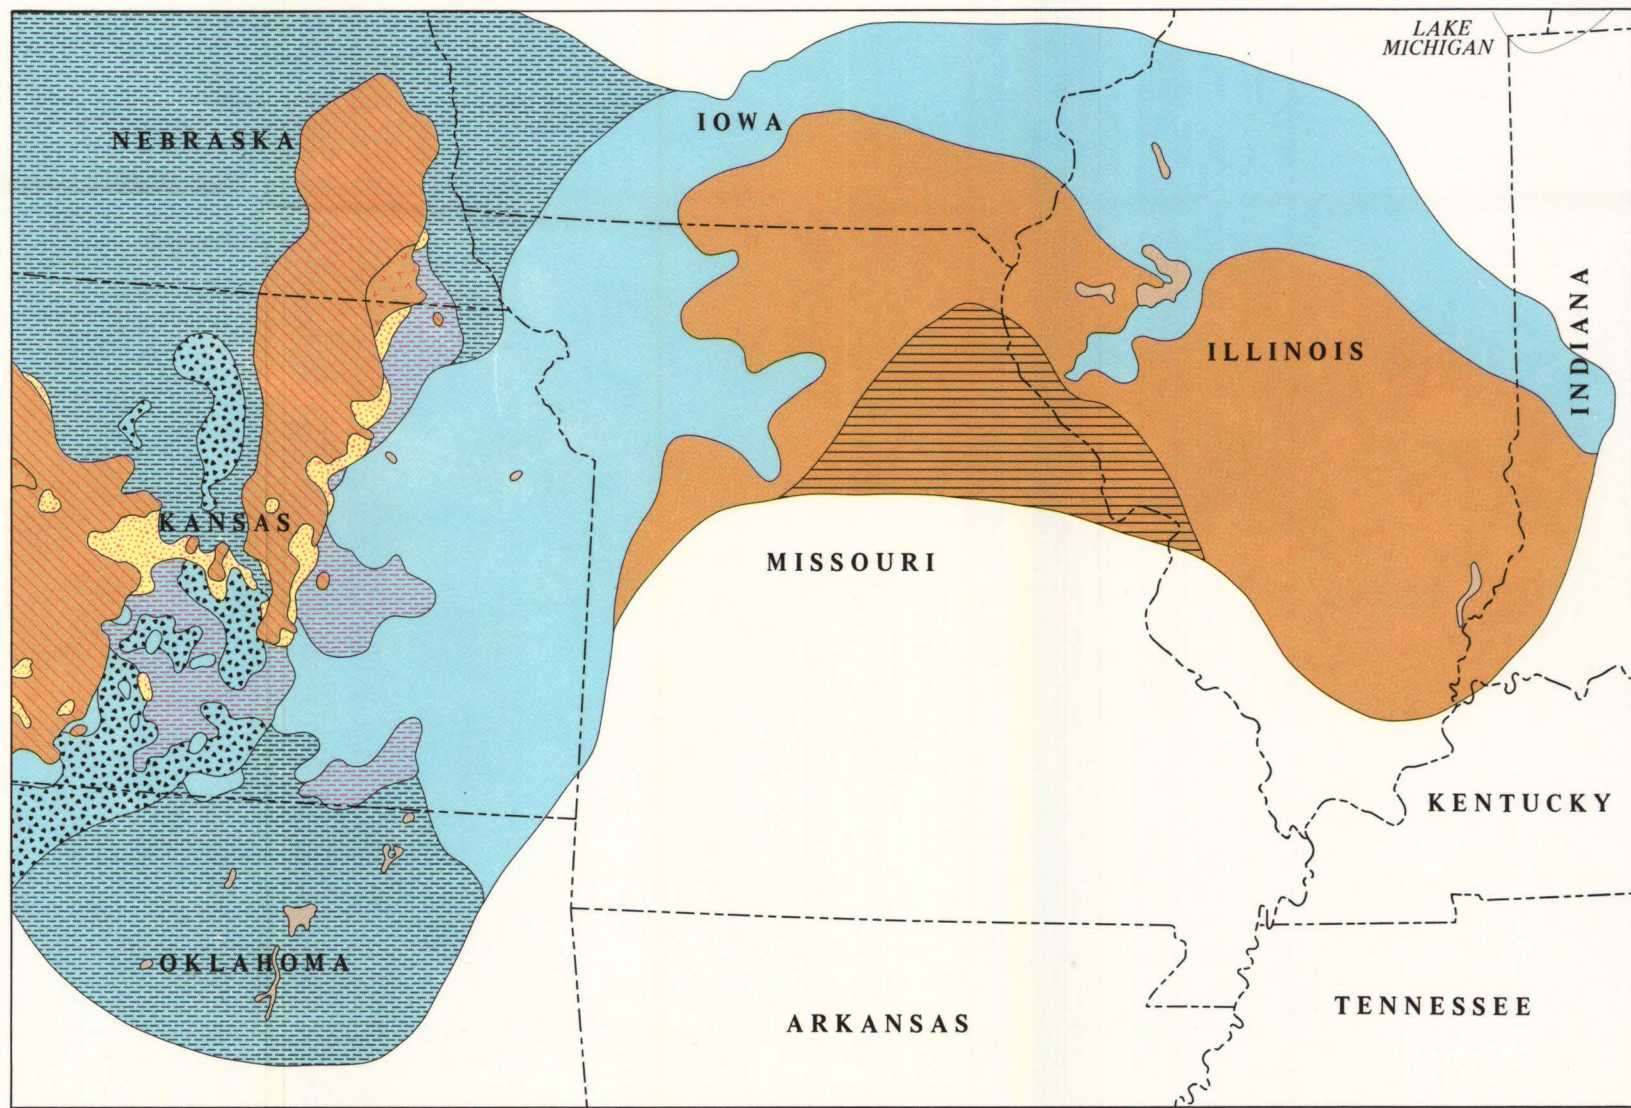 LAKE
MICHIGAN
NEBRASKA
IOWA
INDIANA
ILLINOIS
KANSAS
MISSOURI
KENTUCKY
OKLAHOMA
ARKANSAS
TENNESSEE